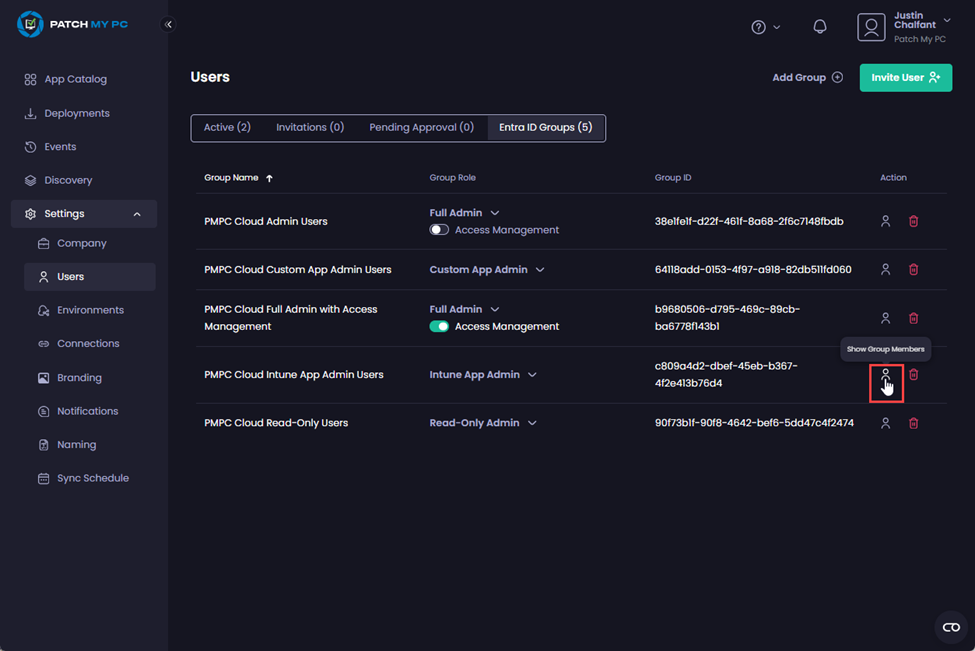 PATCH MY PC
Justin
Chalfant
Patch My PC
App Catalog
Deployments
Events
Discovery
Settings
Company
Users
Environments
Connections
Branding
Notifications
Naming
Sync Schedule
Users
Add Group
Invite User
Active (2)
Invitations (0)
Pending Approval (0)
Entra ID Groups (5)
Group Name
Group Role
Group ID
Action
PMPC Cloud Admin Users
Full Admin
Access Management
38e1fe1f-d22f-461f-8a68-2f6c7148fbdb
PMPC Cloud Custom App Admin Users
Custom App Admin
64118add-0153-4f97-a918-82db511fd060
PMPC Cloud Full Admin with Access
Management
Full Admin
Access Management
b9680506-d795-469c-89cb-
ba6778f143b1
Show Group Members
PMPC Cloud Intune App Admin Users
Intune App Admin
c809a4d2-dbef-45eb-b367-
4f2e413b76d4
PMPC Cloud Read-Only Users
Read-Only Admin
90f73b1f-90f8-4642-bef6-5dd47c4f2474